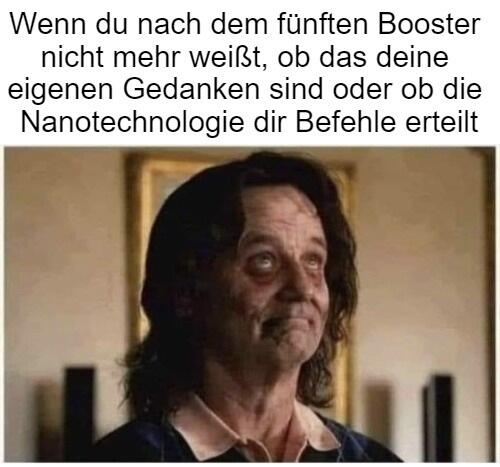 Wenn du nach dem fünften Booster
nicht mehr weißt, ob das deine
eigenen Gedanken sind oder ob die
Nanotechnologie dir Befehle erteilt